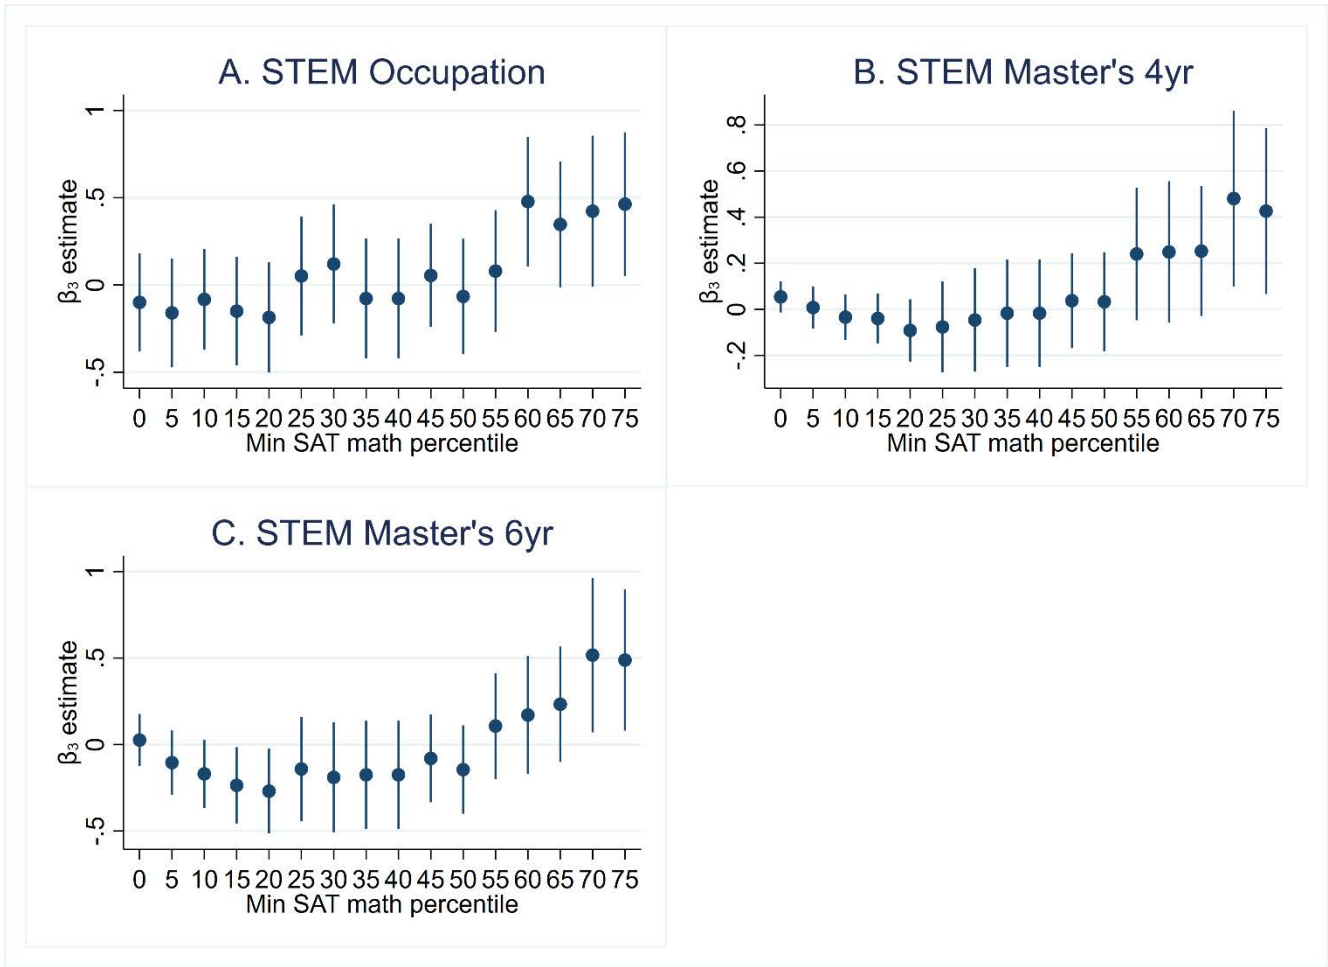 A. STEM Occupation
β₃ estimate
1
.5
0
-.5
0 5 10 15 20 25 30 35 40 45 50 55 60 65 70 75
Min SAT math percentile
B. STEM Master's 4yr
β₃ estimate
.8
.6
.4
.2
0
-.2
0 5 10 15 20 25 30 35 40 45 50 55 60 65 70 75
Min SAT math percentile
C. STEM Master's 6yr
β₃ estimate
1
.5
0
-.5
0 5 10 15 20 25 30 35 40 45 50 55 60 65 70 75
Min SAT math percentile